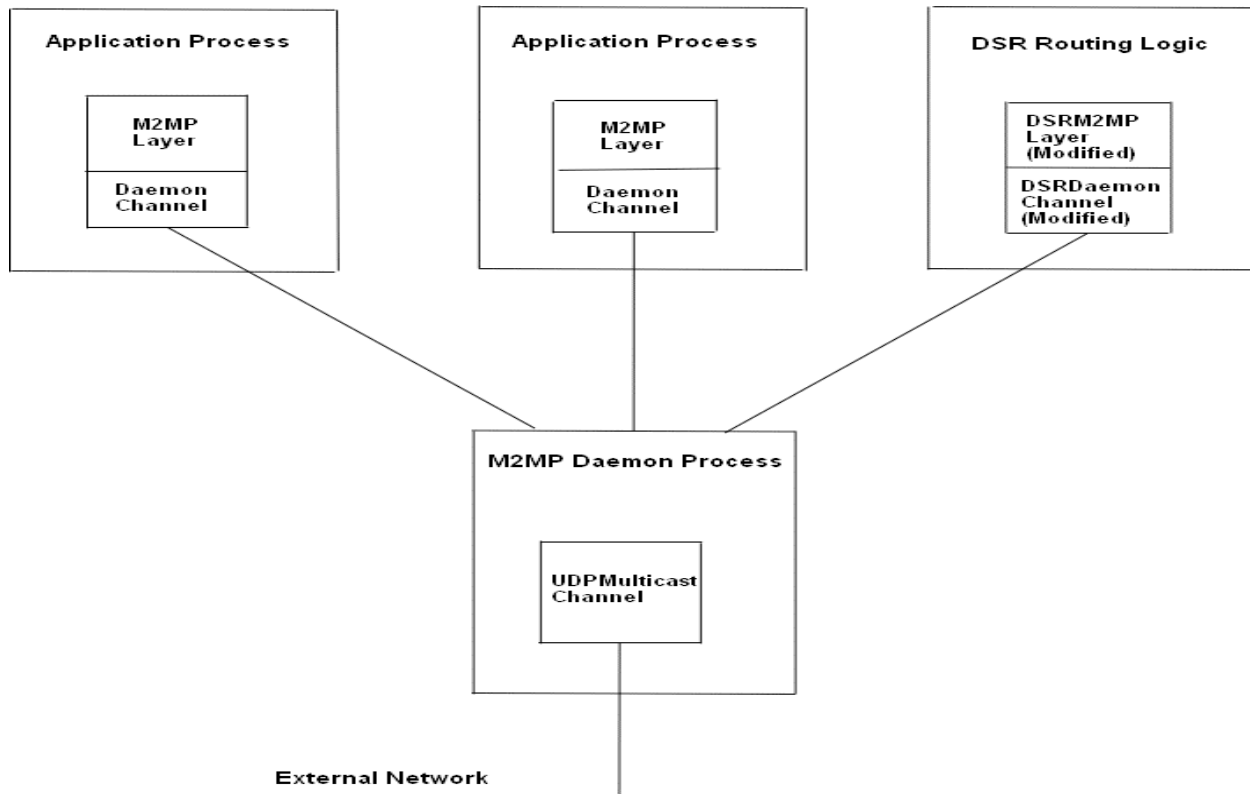 Application Process
M2MP
Layer
Daemon
Channel
Application Process
M2MP
Layer
Daemon
Channel
DSR Routing Logic
DSRM2MP
Layer
(Modified)
DSRDaemon
Channel
(Modified)
M2MP Daemon Process
UDPMulticast
Channel
External Network